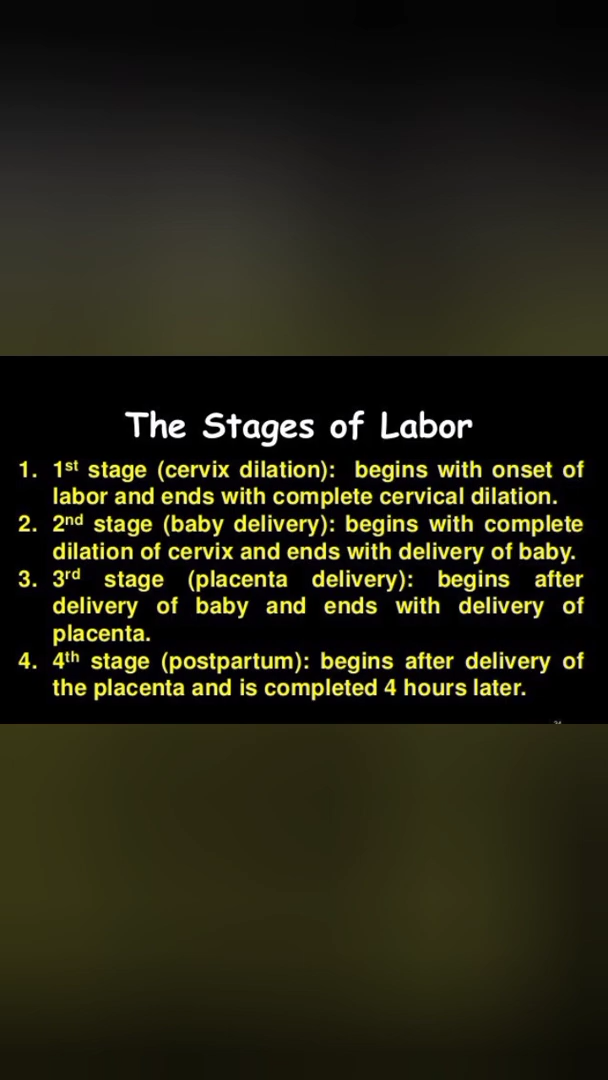 The Stages of Labor
1. 1st stage (cervix dilation): begins with onset of
labor and ends with complete cervical dilation.
2. 2nd stage (baby delivery): begins with complete
dilation of cervix and ends with delivery of baby.
3. 3rd stage (placenta delivery): begins after
delivery of baby and ends with delivery of
placenta.
4. 4th stage (postpartum): begins after delivery of
the placenta and is completed 4 hours later.